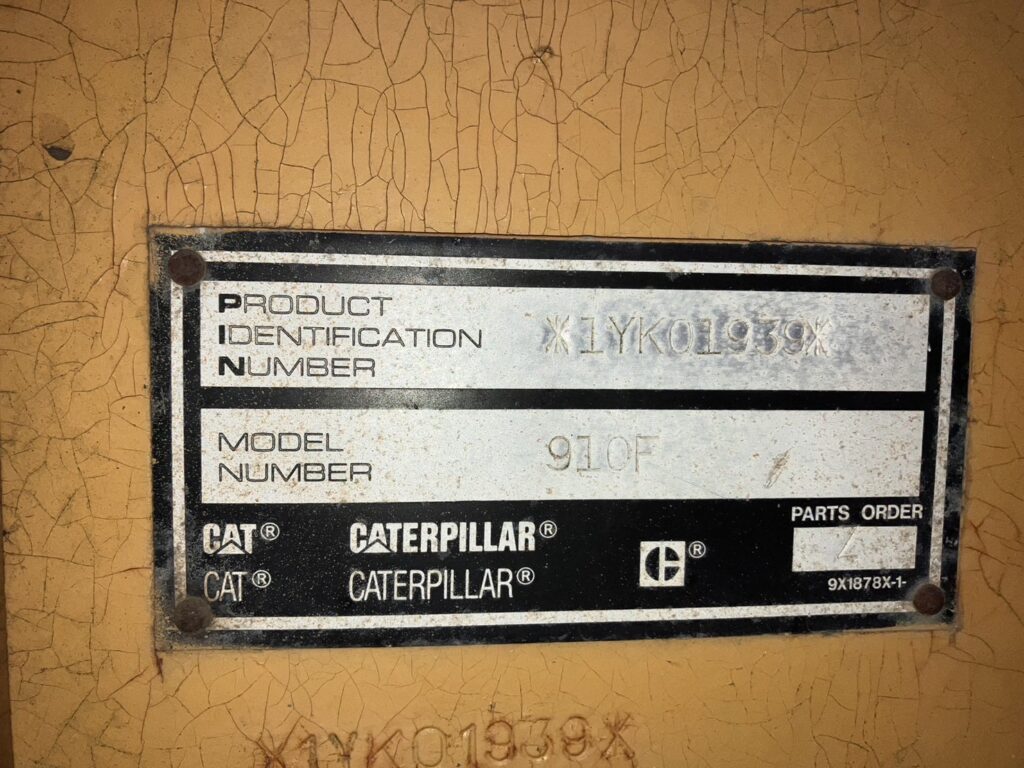 PRODUCT
IDENTIFICATION
NUMBER
*1YK01939*
MODEL
NUMBER
910F
CAT® CATERPILLAR® ®
CAT® CATERPILLAR®
PARTS ORDER
9X1878X-1-
*1YK01939*